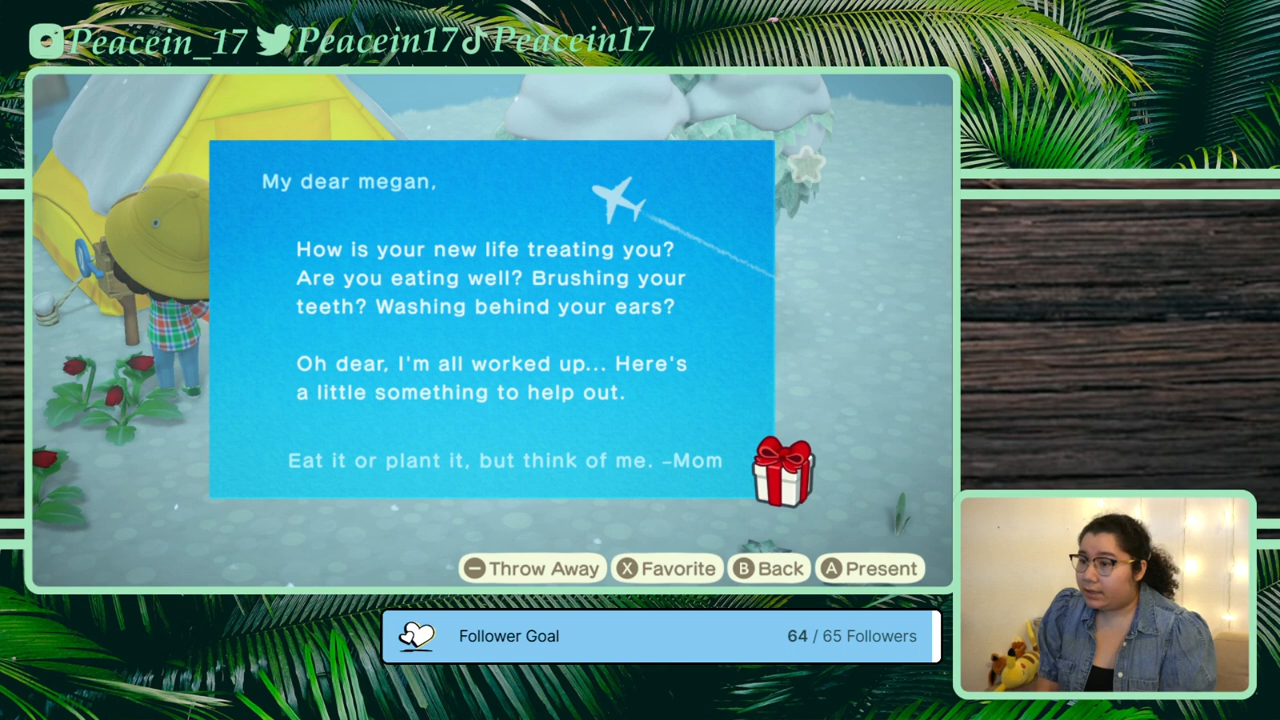 Peacein_17 Peacein17 Peacein17
My dear megan,
How is your new life treating you?
Are you eating well? Brushing your
teeth? Washing behind your ears?
Oh dear, I'm all worked up... Here's
a little something to help out.
Eat it or plant it, but think of me. –Mom
− Throw Away X Favorite B Back A Present
Follower Goal 64 / 65 Followers